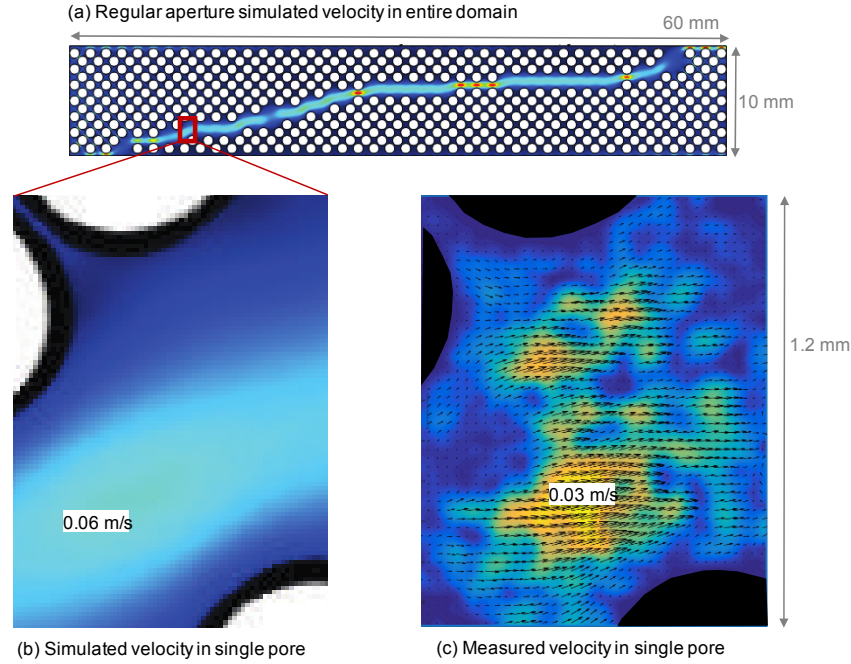 (a) Regular aperture simulated velocity in entire domain
60 mm
10 mm
1.2 mm
0.06 m/s
0.03 m/s
(b) Simulated velocity in single pore
(c) Measured velocity in single pore